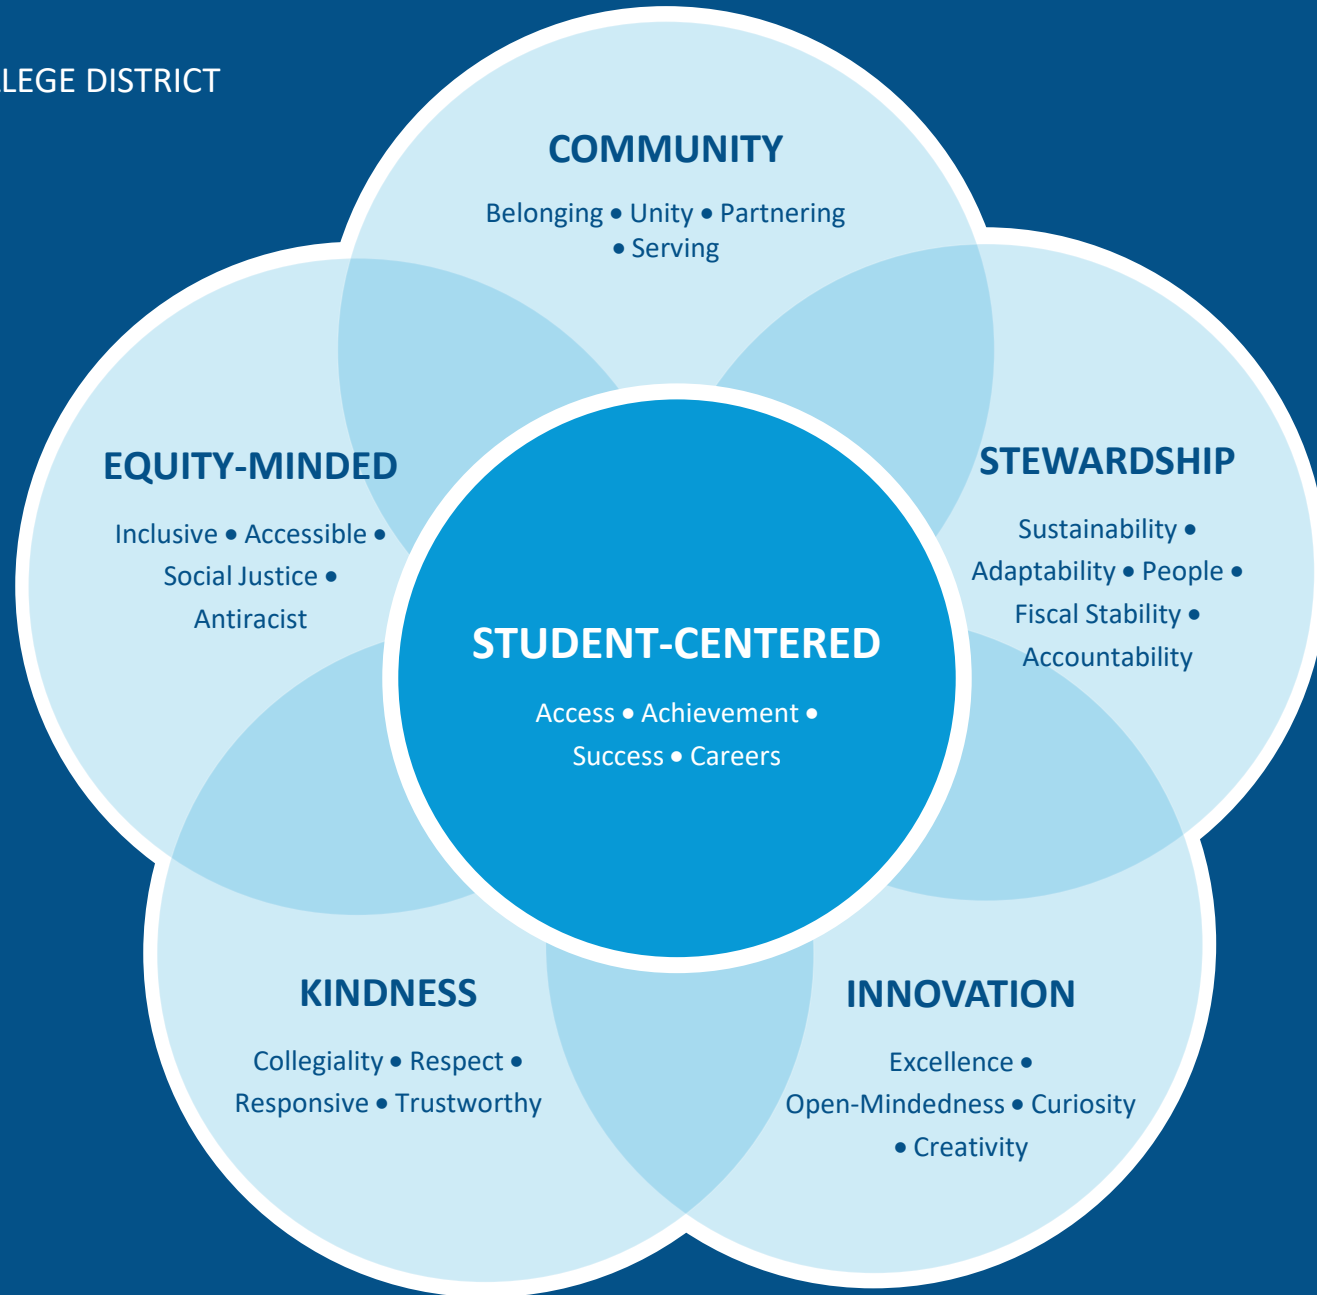 LEGE DISTRICT
COMMUNITY
Belonging • Unity • Partnering
• Serving
EQUITY-MINDED
Inclusive • Accessible •
Social Justice •
Antiracist
STEWARDSHIP
Sustainability •
Adaptability • People •
Fiscal Stability •
Accountability
STUDENT-CENTERED
Access • Achievement •
Success • Careers
KINDNESS
Collegiality • Respect •
Responsive • Trustworthy
INNOVATION
Excellence •
Open-Mindedness • Curiosity
• Creativity